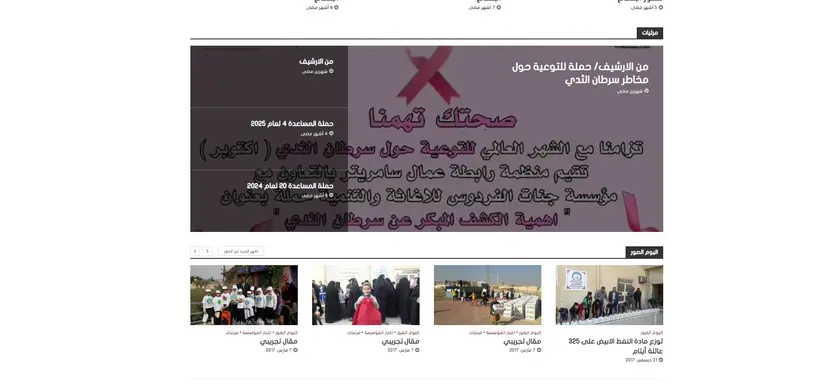 5 أشهر مضى
7 أشهر مضى
8 أشهر مضى
مرئيات
من الارشيف/ حملة للتوعية حول
مخاطر سرطان الثدي
شهرين مضى
من الارشيف
شهرين مضى
حملة المساعدة 4 لعام 2025
4 أشهر مضى
حملة المساعدة 20 لعام 2024
8 أشهر مضى
صحتك تهمنا
تزامنا مع الشهر العالمي للتوعية حول سرطان الثدي ( اكتوبر )
تقيم منظمة رابطة عمال سامريتر بالتعاون مع
مؤسسة جنات الفردوس للاغاثة والتنمية حملة بعنوان
" اهمية الكشف المبكر عن سرطان الثدي "
البوم الصور
اظهر المزيد من الصور
البوم الصور
توزع مادة النفط الابيض على 325
عائلة أيتام
21 ديسمبر، 2017
البوم الصور • اخبار المؤسسة • مرئيات
مقال تجريبي
7 مارس، 2017
البوم الصور • اخبار المؤسسة • مرئيات
مقال تجريبي
7 مارس، 2017
البوم الصور • اخبار المؤسسة • مرئيات
مقال تجريبي
7 مارس، 2017